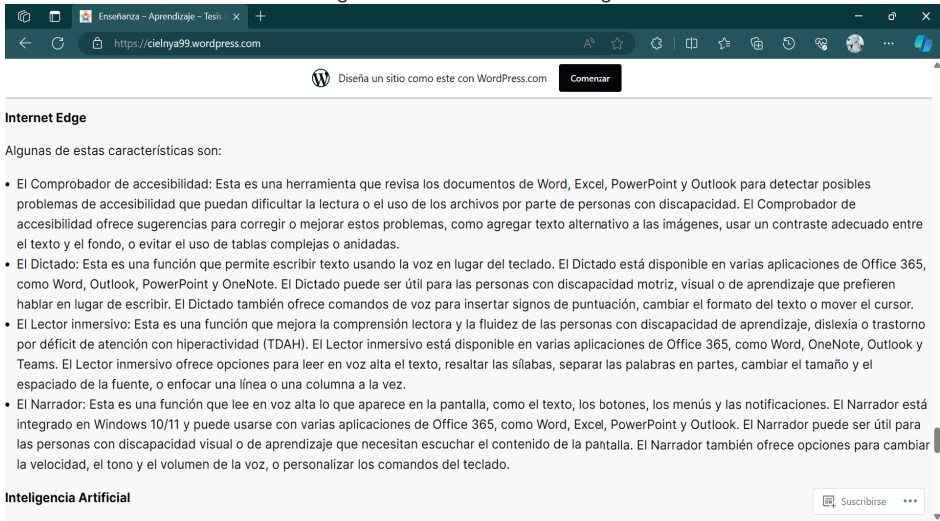 Enseñanza – Aprendizaje – Tesis
https://cielnya99.wordpress.com
Diseña un sitio como este con WordPress.com
Comenzar
Internet Edge
Algunas de estas características son:
• El Comprobador de accesibilidad: Esta es una herramienta que revisa los documentos de Word, Excel, PowerPoint y Outlook para detectar posibles
problemas de accesibilidad que puedan dificultar la lectura o el uso de los archivos por parte de personas con discapacidad. El Comprobador de
accesibilidad ofrece sugerencias para corregir o mejorar estos problemas, como agregar texto alternativo a las imágenes, usar un contraste adecuado entre
el texto y el fondo, o evitar el uso de tablas complejas o anidadas.
• El Dictado: Esta es una función que permite escribir texto usando la voz en lugar del teclado. El Dictado está disponible en varias aplicaciones de Office 365,
como Word, Outlook, PowerPoint y OneNote. El Dictado puede ser útil para las personas con discapacidad motriz, visual o de aprendizaje que prefieren
hablar en lugar de escribir. El Dictado también ofrece comandos de voz para insertar signos de puntuación, cambiar el formato del texto o mover el cursor.
• El Lector inmersivo: Esta es una función que mejora la comprensión lectora y la fluidez de las personas con discapacidad de aprendizaje, dislexia o trastorno
por déficit de atención con hiperactividad (TDAH). El Lector inmersivo está disponible en varias aplicaciones de Office 365, como Word, OneNote, Outlook y
Teams. El Lector inmersivo ofrece opciones para leer en voz alta el texto, resaltar las sílabas, separar las palabras en partes, cambiar el tamaño y el
espaciado de la fuente, o enfocar una línea o una columna a la vez.
• El Narrador: Esta es una función que lee en voz alta lo que aparece en la pantalla, como el texto, los botones, los menús y las notificaciones. El Narrador está
integrado en Windows 10/11 y puede usarse con varias aplicaciones de Office 365, como Word, Excel, PowerPoint y Outlook. El Narrador puede ser útil para
las personas con discapacidad visual o de aprendizaje que necesitan escuchar el contenido de la pantalla. El Narrador también ofrece opciones para cambiar
la velocidad, el tono y el volumen de la voz, o personalizar los comandos del teclado.
Inteligencia Artificial
Suscribirse